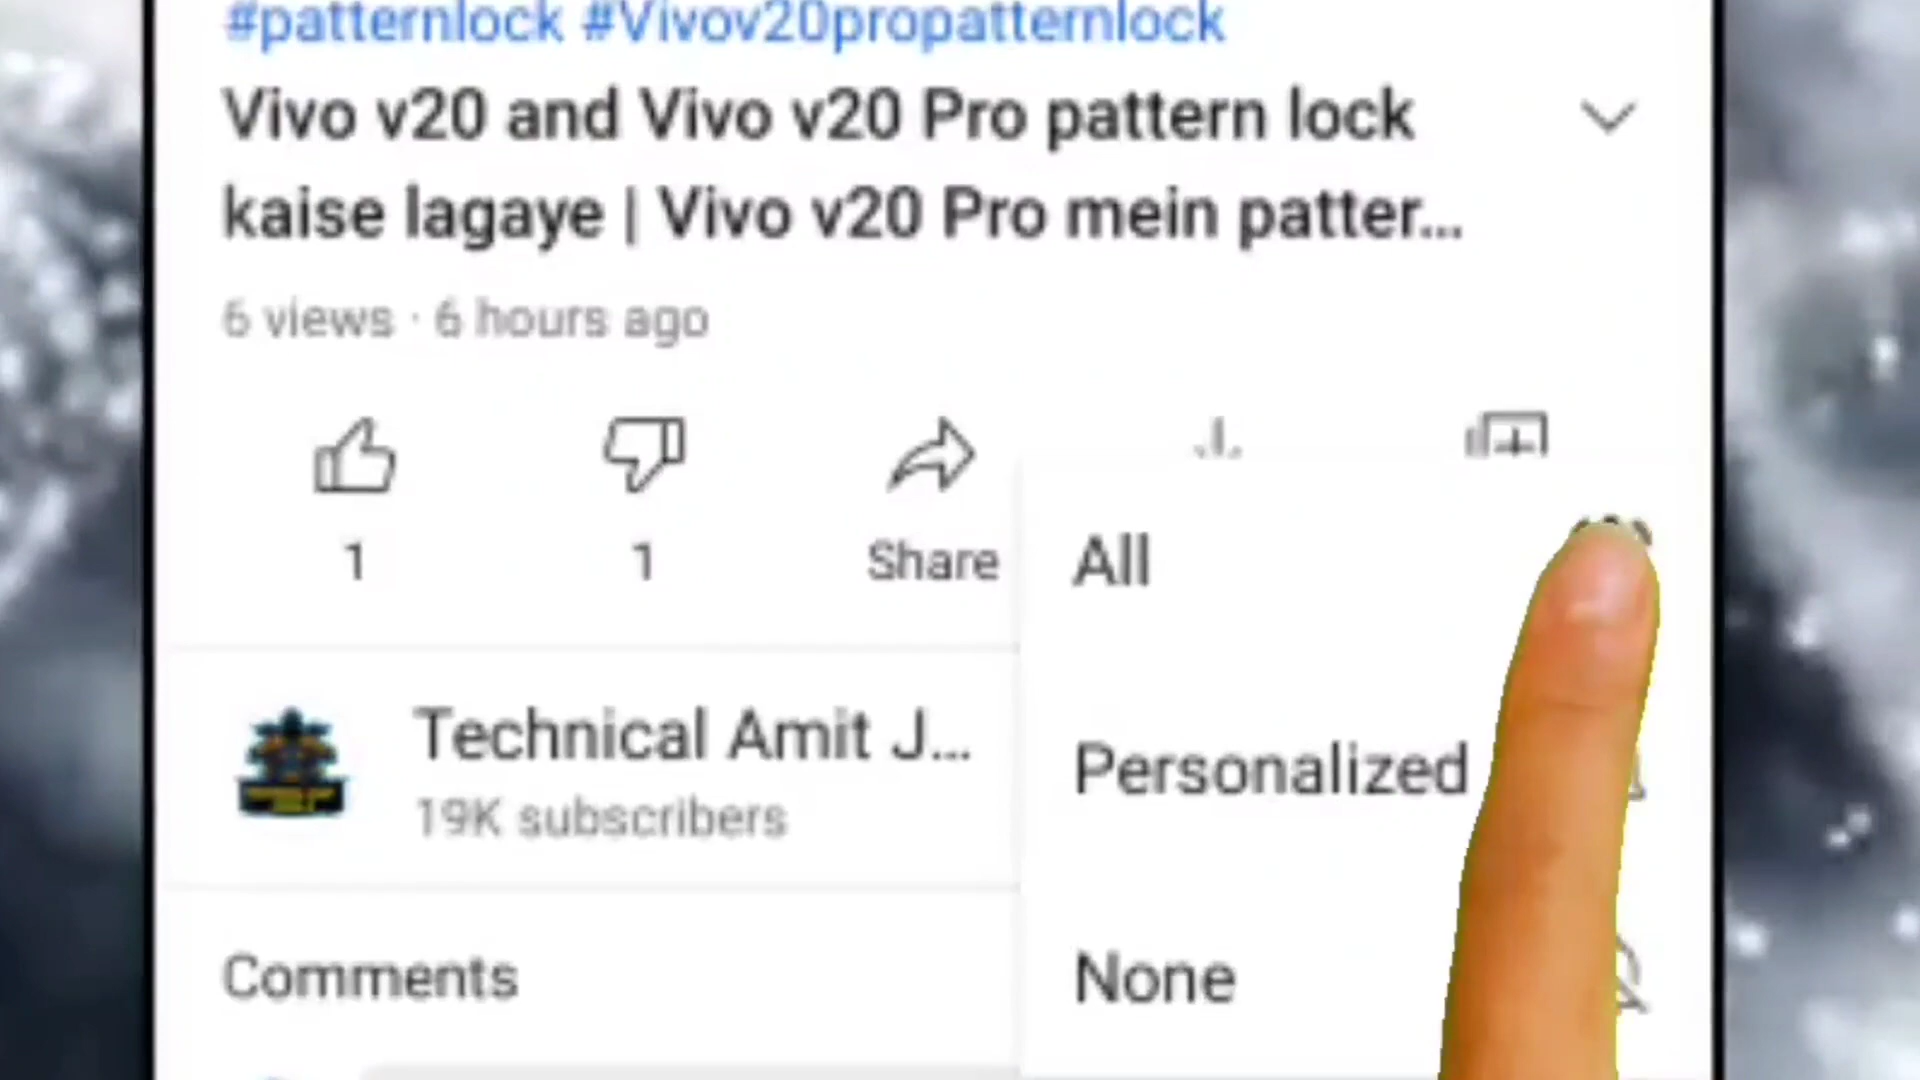 #patternlock #Vivov20propatternlock
Vivo v20 and Vivo v20 Pro pattern lock
kaise lagaye | Vivo v20 Pro mein patter...
6 views · 6 hours ago
1
1
Share
All
Technical Amit J...
19K subscribers
Personalized
Comments
None